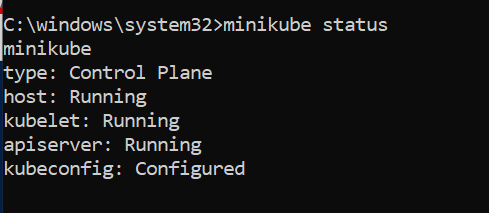 C:\windows\system32>minikube status
minikube
type: Control Plane
host: Running
kubelet: Running
apiserver: Running
kubeconfig: Configured